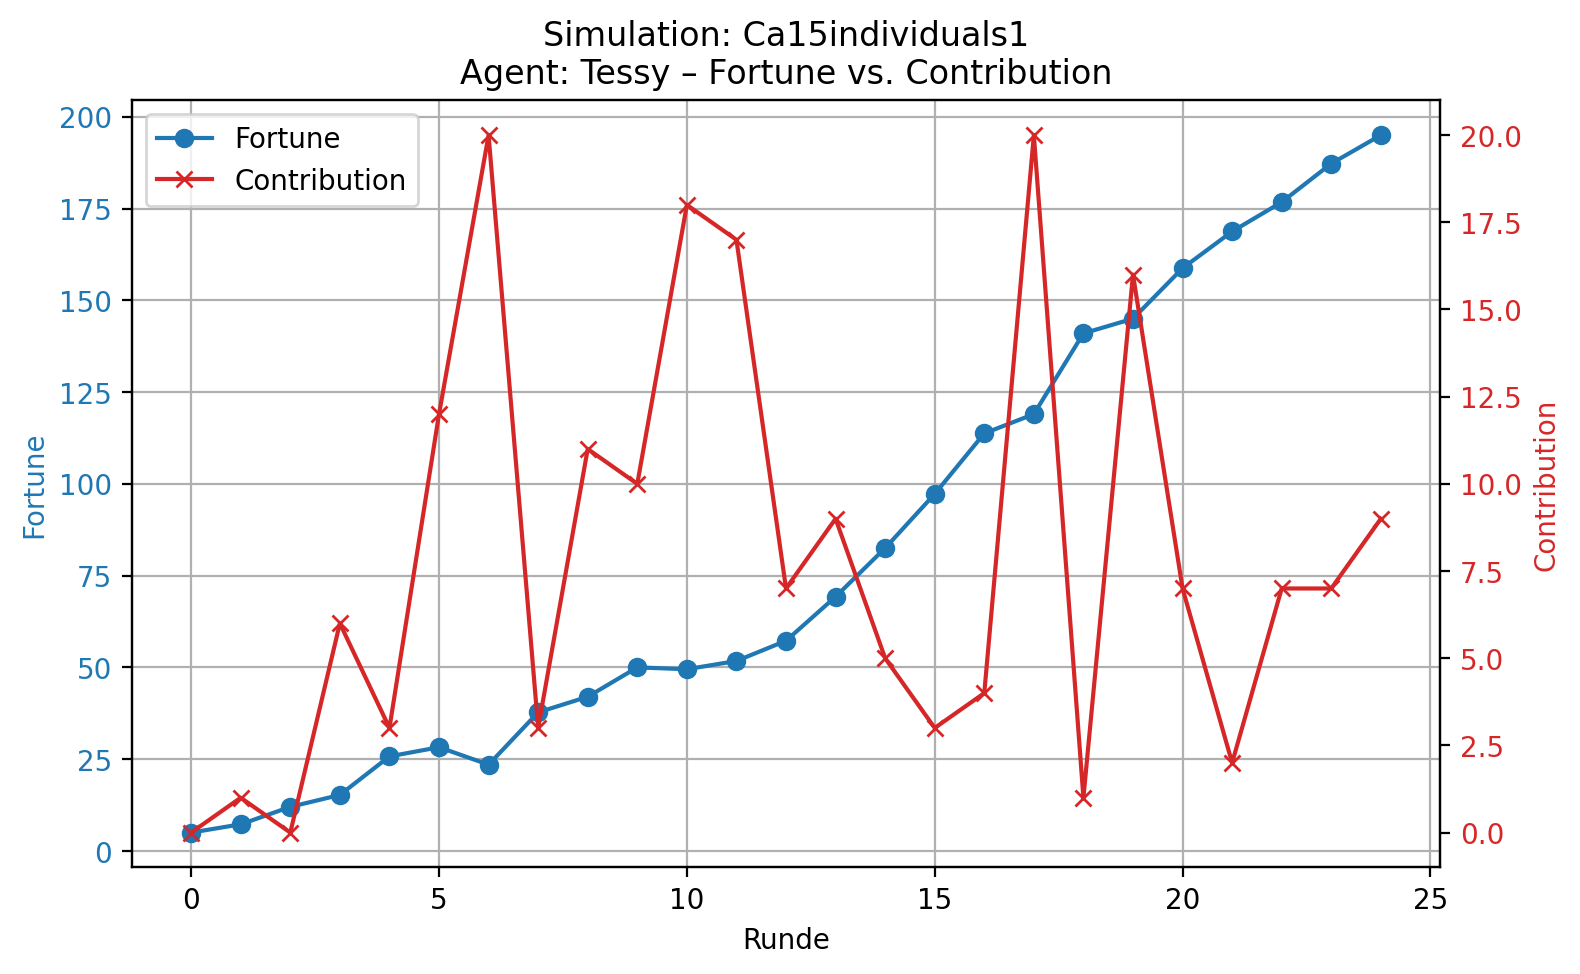 Simulation: Ca15individuals1
Agent: Tessy – Fortune vs. Contribution
Fortune
Contribution
200
175
150
125
100
75
50
25
0
Fortune
20.0
17.5
15.0
12.5
10.0
7.5
5.0
2.5
0.0
Contribution
0 5 10 15 20 25
Runde